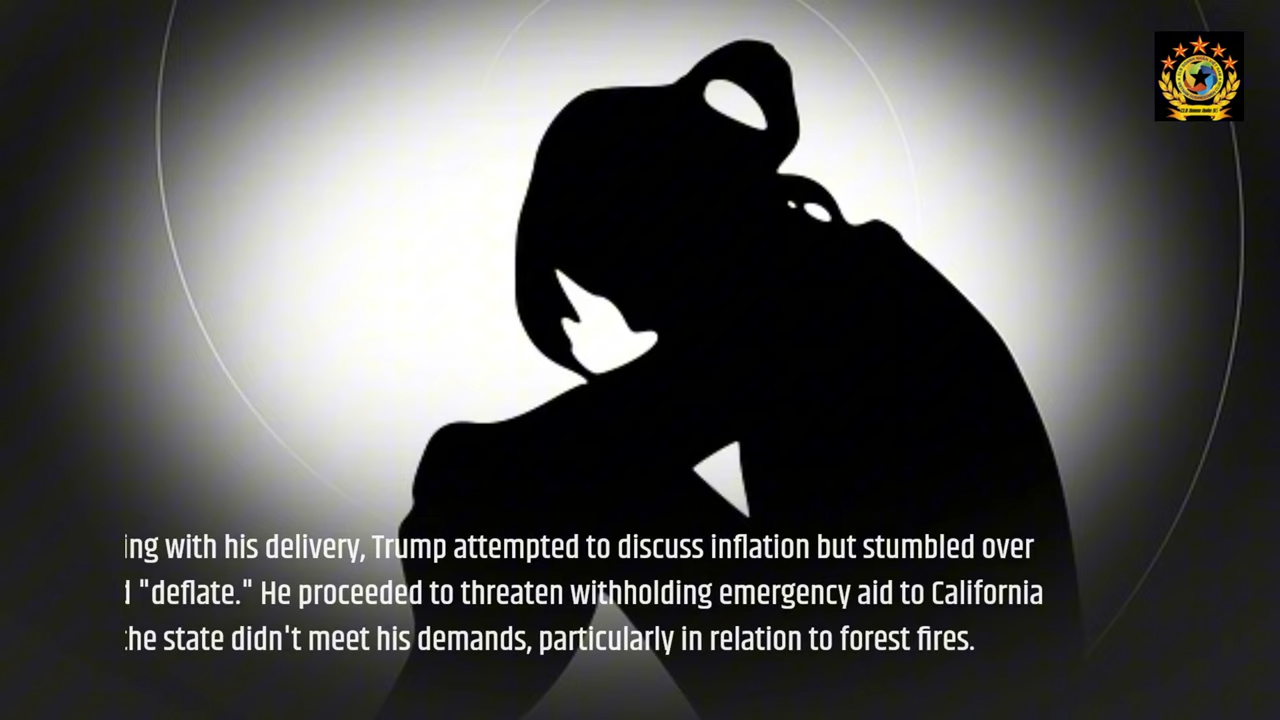 ing with his delivery, Trump attempted to discuss inflation but stumbled over
"deflate." He proceeded to threaten withholding emergency aid to California
he state didn't meet his demands, particularly in relation to forest fires.